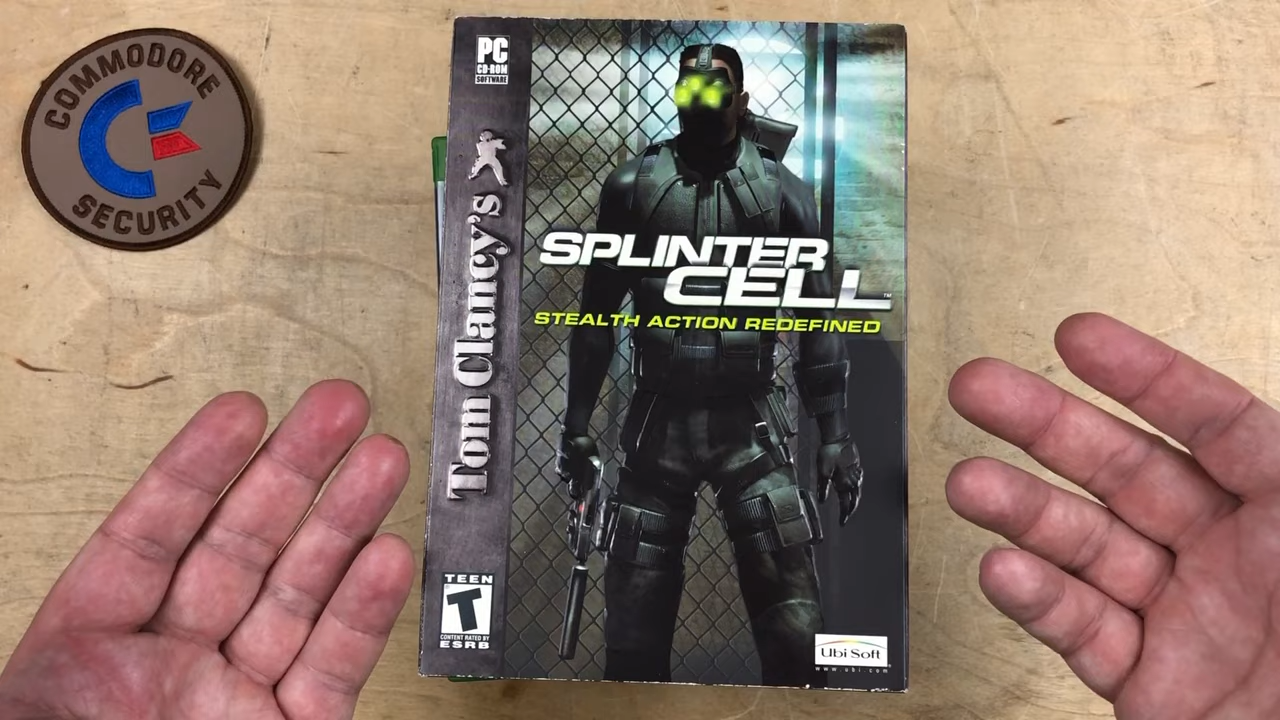 COMMODORE
SECURITY
PC
CD-ROM
SOFTWARE
Tom Clancy's
SPLINTER
CELL™
STEALTH ACTION REDEFINED
TEEN
T
CONTENT RATED BY
ESRB
Ubi Soft
www.ubi.com